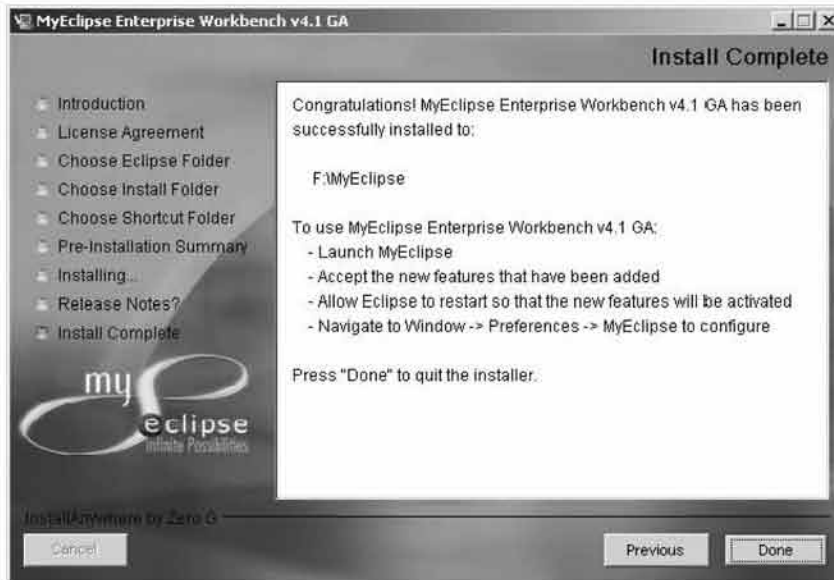 MyEclipse Enterprise Workbench v4.1 GA
Install Complete
Introduction
License Agreement
Choose Eclipse Folder
Choose Install Folder
Choose Shortcut Folder
Pre-Installation Summary
Installing...
Release Notes?
Install Complete
my
eclipse
Infinite Possibilities
Congratulations! MyEclipse Enterprise Workbench v4.1 GA has been
successfully installed to:
F:\MyEclipse
To use MyEclipse Enterprise Workbench v4.1 GA:
- Launch MyEclipse
- Accept the new features that have been added
- Allow Eclipse to restart so that the new features will be activated
- Navigate to Window -> Preferences -> MyEclipse to configure
Press "Done" to quit the installer.
InstallAnywhere by Zero G
Cancel
Previous
Done